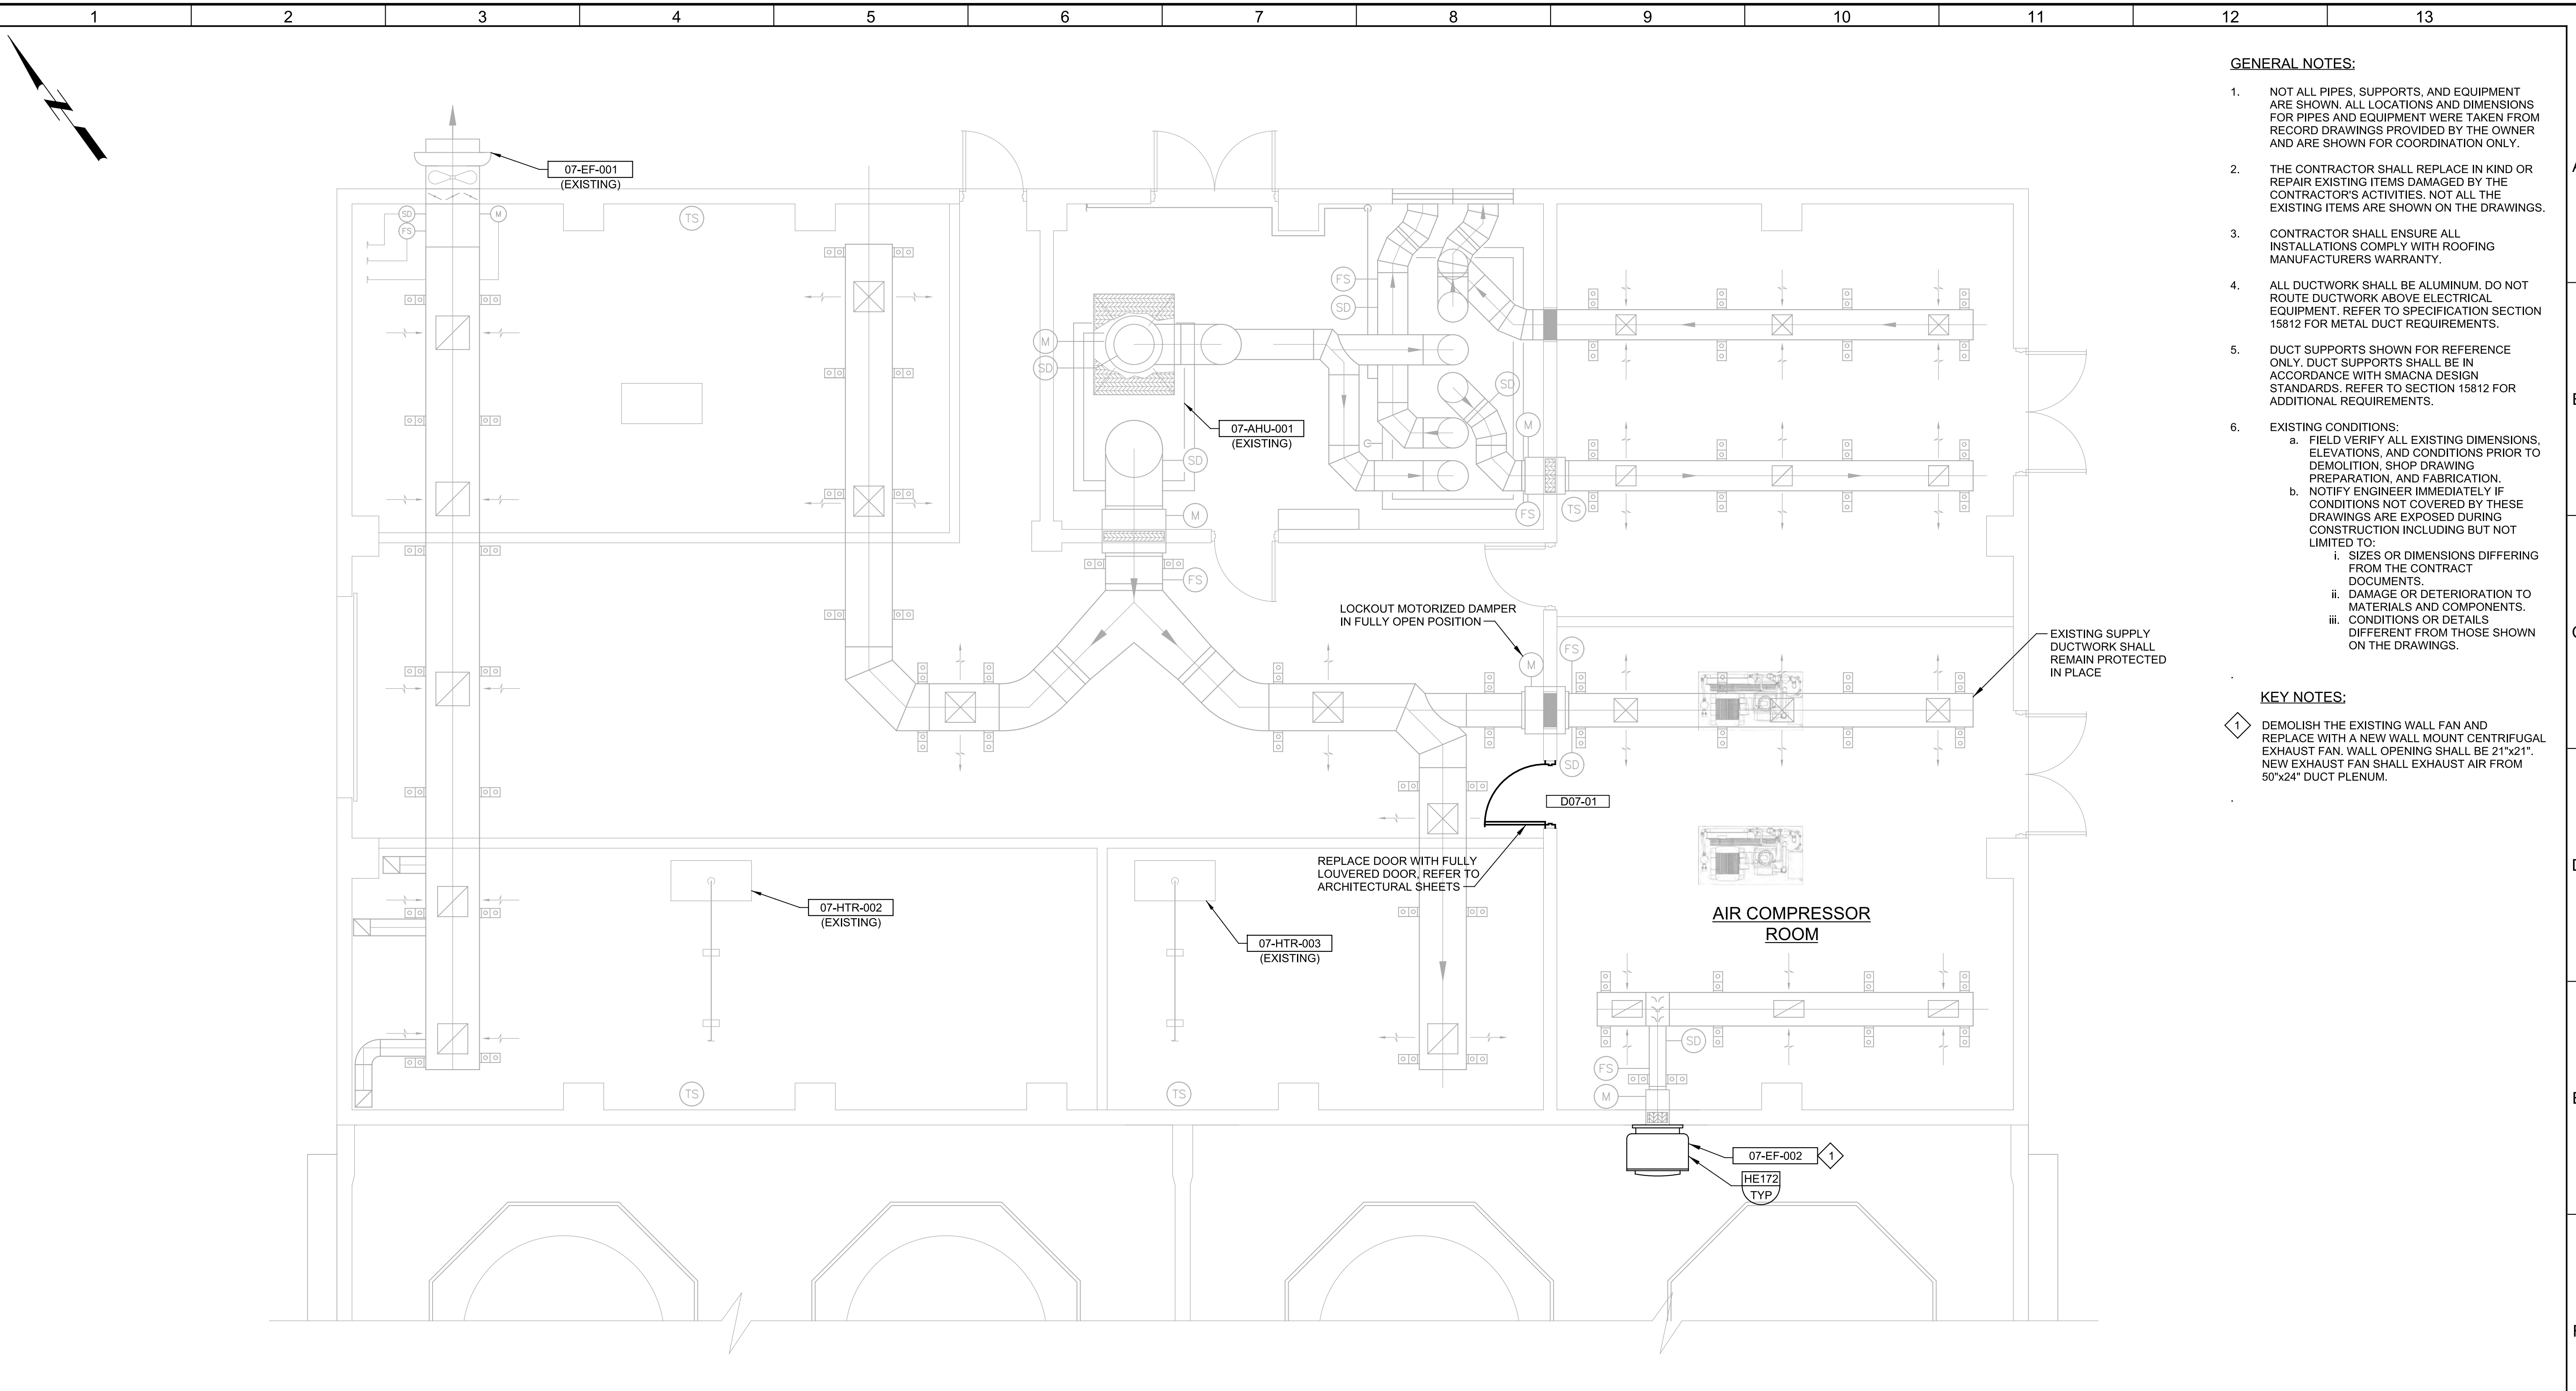 1 2 3 4 5 6 7 8 9 10 11 12 13
GENERAL NOTES:
1. NOT ALL PIPES, SUPPORTS, AND EQUIPMENT
ARE SHOWN. ALL LOCATIONS AND DIMENSIONS
FOR PIPES AND EQUIPMENT WERE TAKEN FROM
RECORD DRAWINGS PROVIDED BY THE OWNER
AND ARE SHOWN FOR COORDINATION ONLY.
2. THE CONTRACTOR SHALL REPLACE IN KIND OR
REPAIR EXISTING ITEMS DAMAGED BY THE
CONTRACTOR'S ACTIVITIES. NOT ALL THE
EXISTING ITEMS ARE SHOWN ON THE DRAWINGS.
3. CONTRACTOR SHALL ENSURE ALL
INSTALLATIONS COMPLY WITH ROOFING
MANUFACTURERS WARRANTY.
4. ALL DUCTWORK SHALL BE ALUMINUM. DO NOT
ROUTE DUCTWORK ABOVE ELECTRICAL
EQUIPMENT. REFER TO SPECIFICATION SECTION
15812 FOR METAL DUCT REQUIREMENTS.
5. DUCT SUPPORTS SHOWN FOR REFERENCE
ONLY. DUCT SUPPORTS SHALL BE IN
ACCORDANCE WITH SMACNA DESIGN
STANDARDS. REFER TO SECTION 15812 FOR
ADDITIONAL REQUIREMENTS.
6. EXISTING CONDITIONS:
a. FIELD VERIFY ALL EXISTING DIMENSIONS,
ELEVATIONS, AND CONDITIONS PRIOR TO
DEMOLITION, SHOP DRAWING
PREPARATION, AND FABRICATION.
b. NOTIFY ENGINEER IMMEDIATELY IF
CONDITIONS NOT COVERED BY THESE
DRAWINGS ARE EXPOSED DURING
CONSTRUCTION INCLUDING BUT NOT
LIMITED TO:
i. SIZES OR DIMENSIONS DIFFERING
FROM THE CONTRACT
DOCUMENTS.
ii. DAMAGE OR DETERIORATION TO
MATERIALS AND COMPONENTS.
iii. CONDITIONS OR DETAILS
DIFFERENT FROM THOSE SHOWN
ON THE DRAWINGS.
KEY NOTES:
1 DEMOLISH THE EXISTING WALL FAN AND
REPLACE WITH A NEW WALL MOUNT CENTRIFUGAL
EXHAUST FAN. WALL OPENING SHALL BE 21"x21".
NEW EXHAUST FAN SHALL EXHAUST AIR FROM
50"x24" DUCT PLENUM.
07-EF-001
(EXISTING)
SD
M
FS
TS
FS
SD
M
SD
SD
07-AHU-001
(EXISTING)
M
SD
FS
TS
M
FS
LOCKOUT MOTORIZED DAMPER
IN FULLY OPEN POSITION
M
FS
SD
EXISTING SUPPLY
DUCTWORK SHALL
REMAIN PROTECTED
IN PLACE
D07-01
REPLACE DOOR WITH FULLY
LOUVERED DOOR, REFER TO
ARCHITECTURAL SHEETS
07-HTR-002
(EXISTING)
07-HTR-003
(EXISTING)
AIR COMPRESSOR
ROOM
SD
FS
M
TS
TS
07-EF-002
1
HE172
TYP